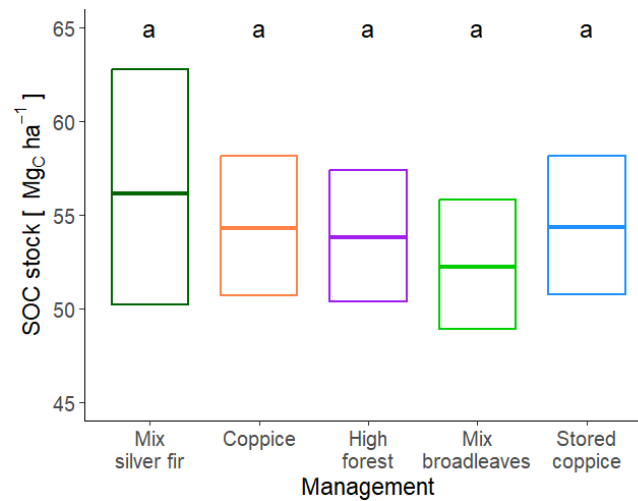 65
60
55
50
45
SOC stock [ Mg_C ha⁻¹ ]
a a a a a
Mix silver fir
Coppice
High forest
Mix broadleaves
Stored coppice
Management